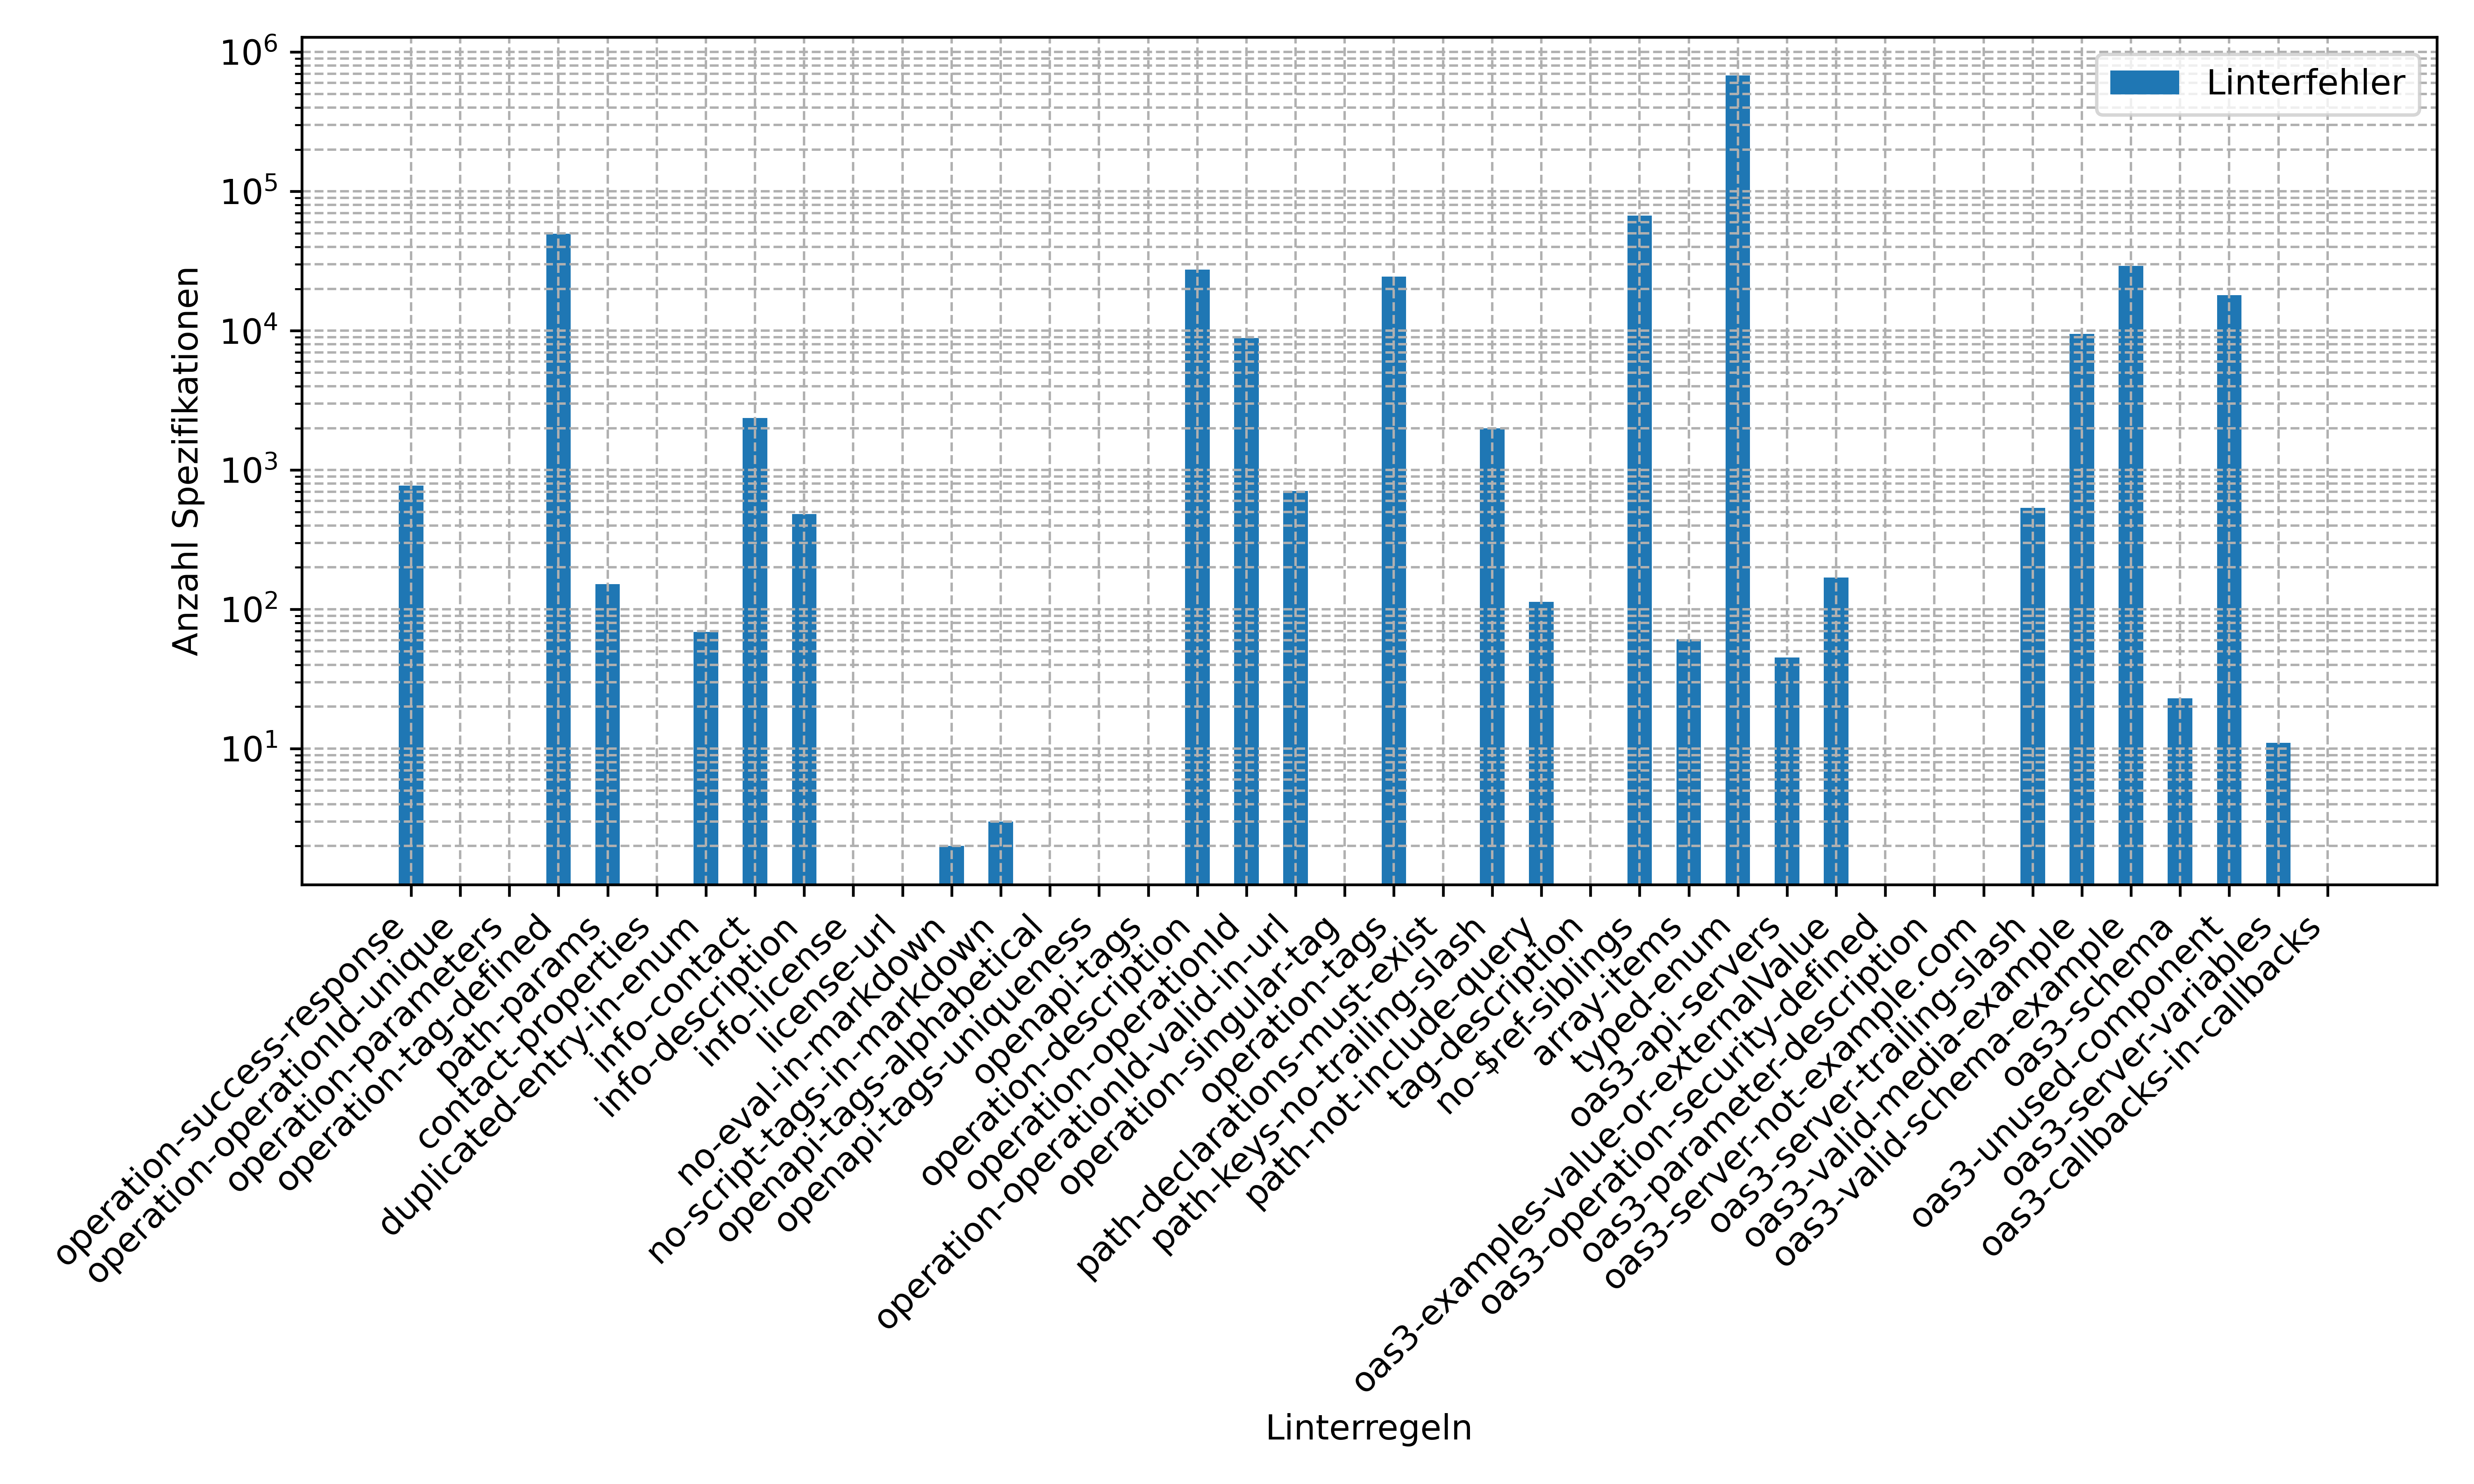 10^6
10^5
10^4
10^3
10^2
10^1
Anzahl Spezifikationen
Linterfehler
operation-success-response
operation-operationId-unique
operation-parameters
operation-tag-defined
path-params
contact-properties
duplicated-entry-in-enum
info-contact
info-description
info-license
license-url
no-eval-in-markdown
no-script-tags-in-markdown
openapi-tags-alphabetical
openapi-tags-uniqueness
openapi-tags
operation-description
operation-operationId
operation-operationId-valid-in-url
operation-singular-tag
operation-tags
path-declarations-must-exist
path-keys-no-trailing-slash
path-not-include-query
tag-description
no-$ref-siblings
array-items
typed-enum
oas3-api-servers
oas3-examples-value-or-externalValue
oas3-operation-security-defined
oas3-parameter-description
oas3-server-not-example.com
oas3-server-trailing-slash
oas3-valid-media-example
oas3-valid-schema-example
oas3-schema
oas3-unused-component
oas3-server-variables
oas3-callbacks-in-callbacks
Linterregeln